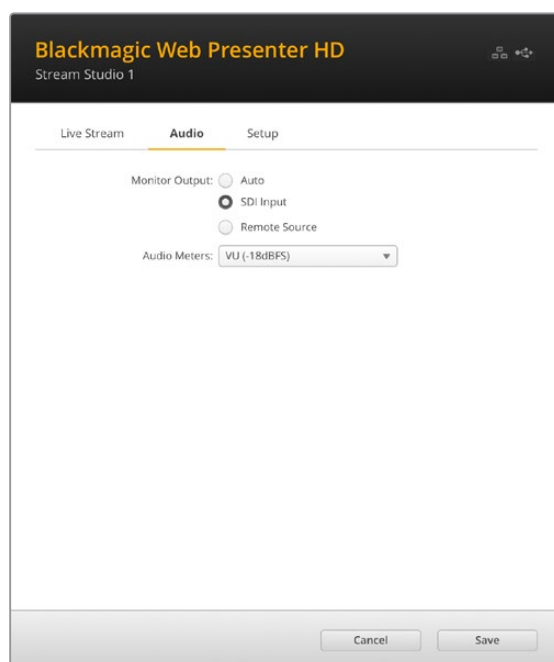 Blackmagic Web Presenter HD
Stream Studio 1
Live Stream Audio Setup
Monitor Output: Auto
SDI Input
Remote Source
Audio Meters: VU (-18dBFS)
Cancel Save